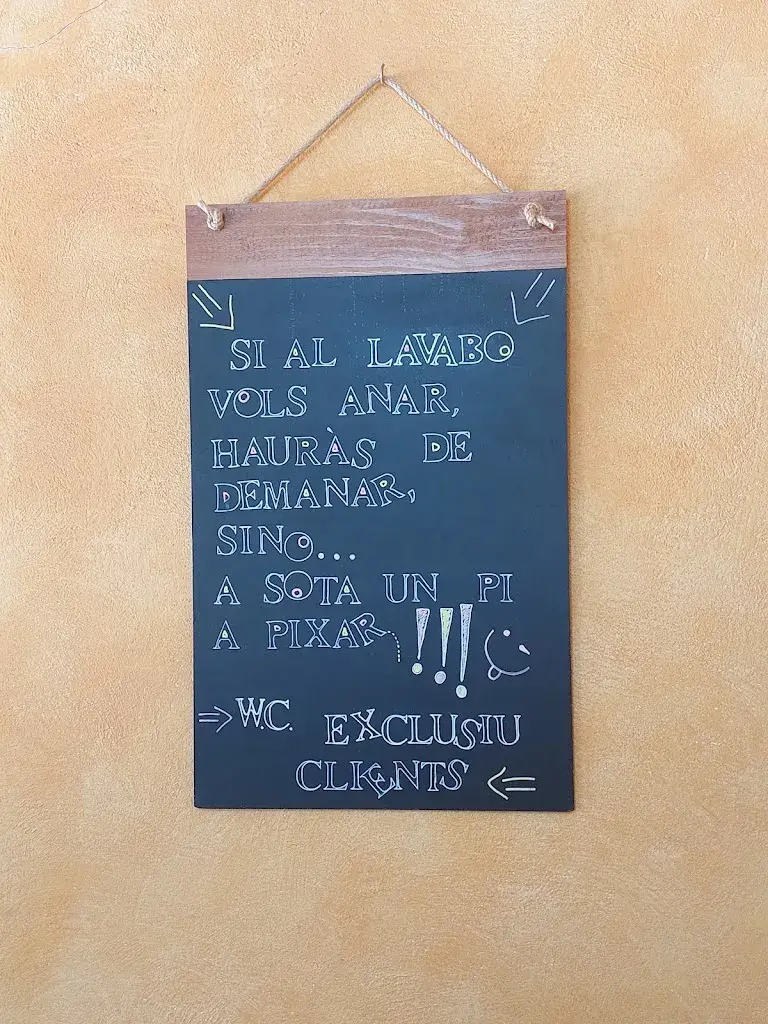 SI AL LAVABO
VOLS ANAR,
HAURÀS DE
DEMANAR,
SINO...
A SOTA UN PI
A PIXAR !!!
⇒ W.C. EXCLUSIU
CLIENTS ⇐